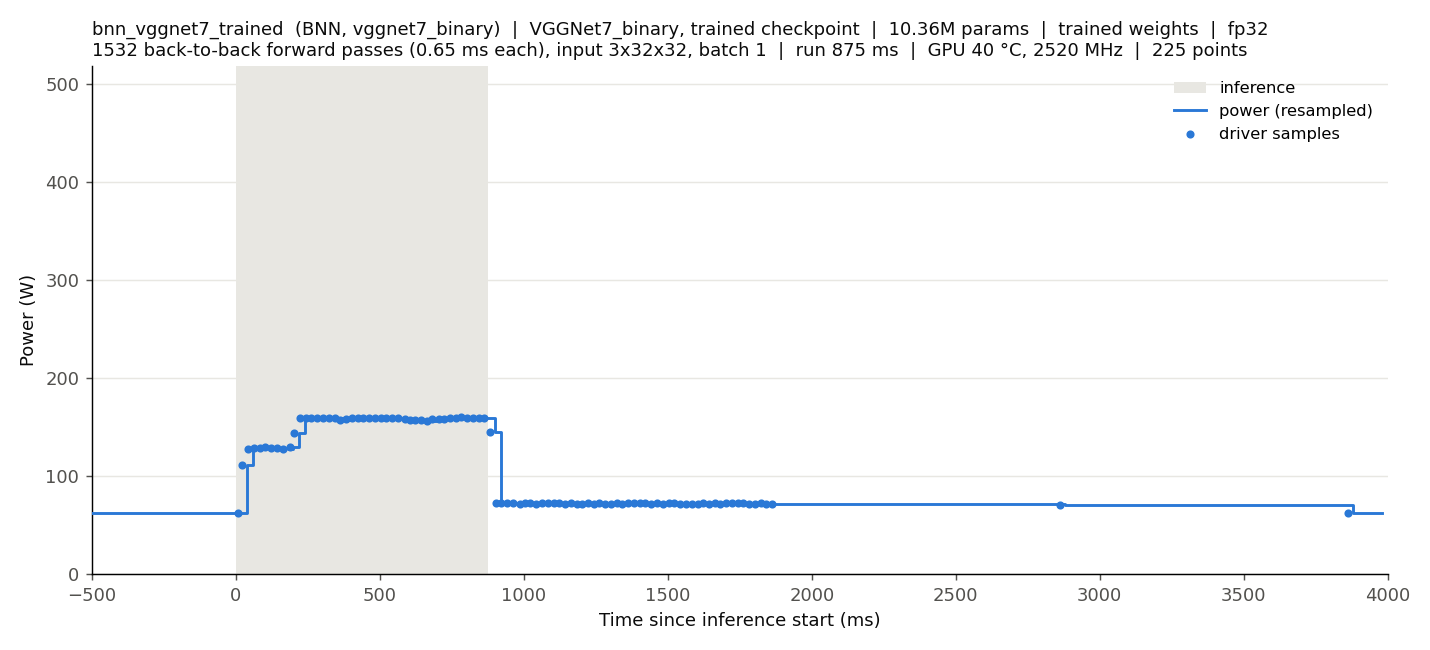 bnn_vggnet7_trained  (BNN, vggnet7_binary)  |  VGGNet7_binary, trained checkpoint  |  10.36M params  |  trained weights  |  fp32
1532 back-to-back forward passes (0.65 ms each), input 3x32x32, batch 1  |  run 875 ms  |  GPU 40 °C, 2520 MHz  |  225 points
inference
power (resampled)
driver samples
500
400
300
200
100
0
Power (W)
−500
0
500
1000
1500
2000
2500
3000
3500
4000
Time since inference start (ms)